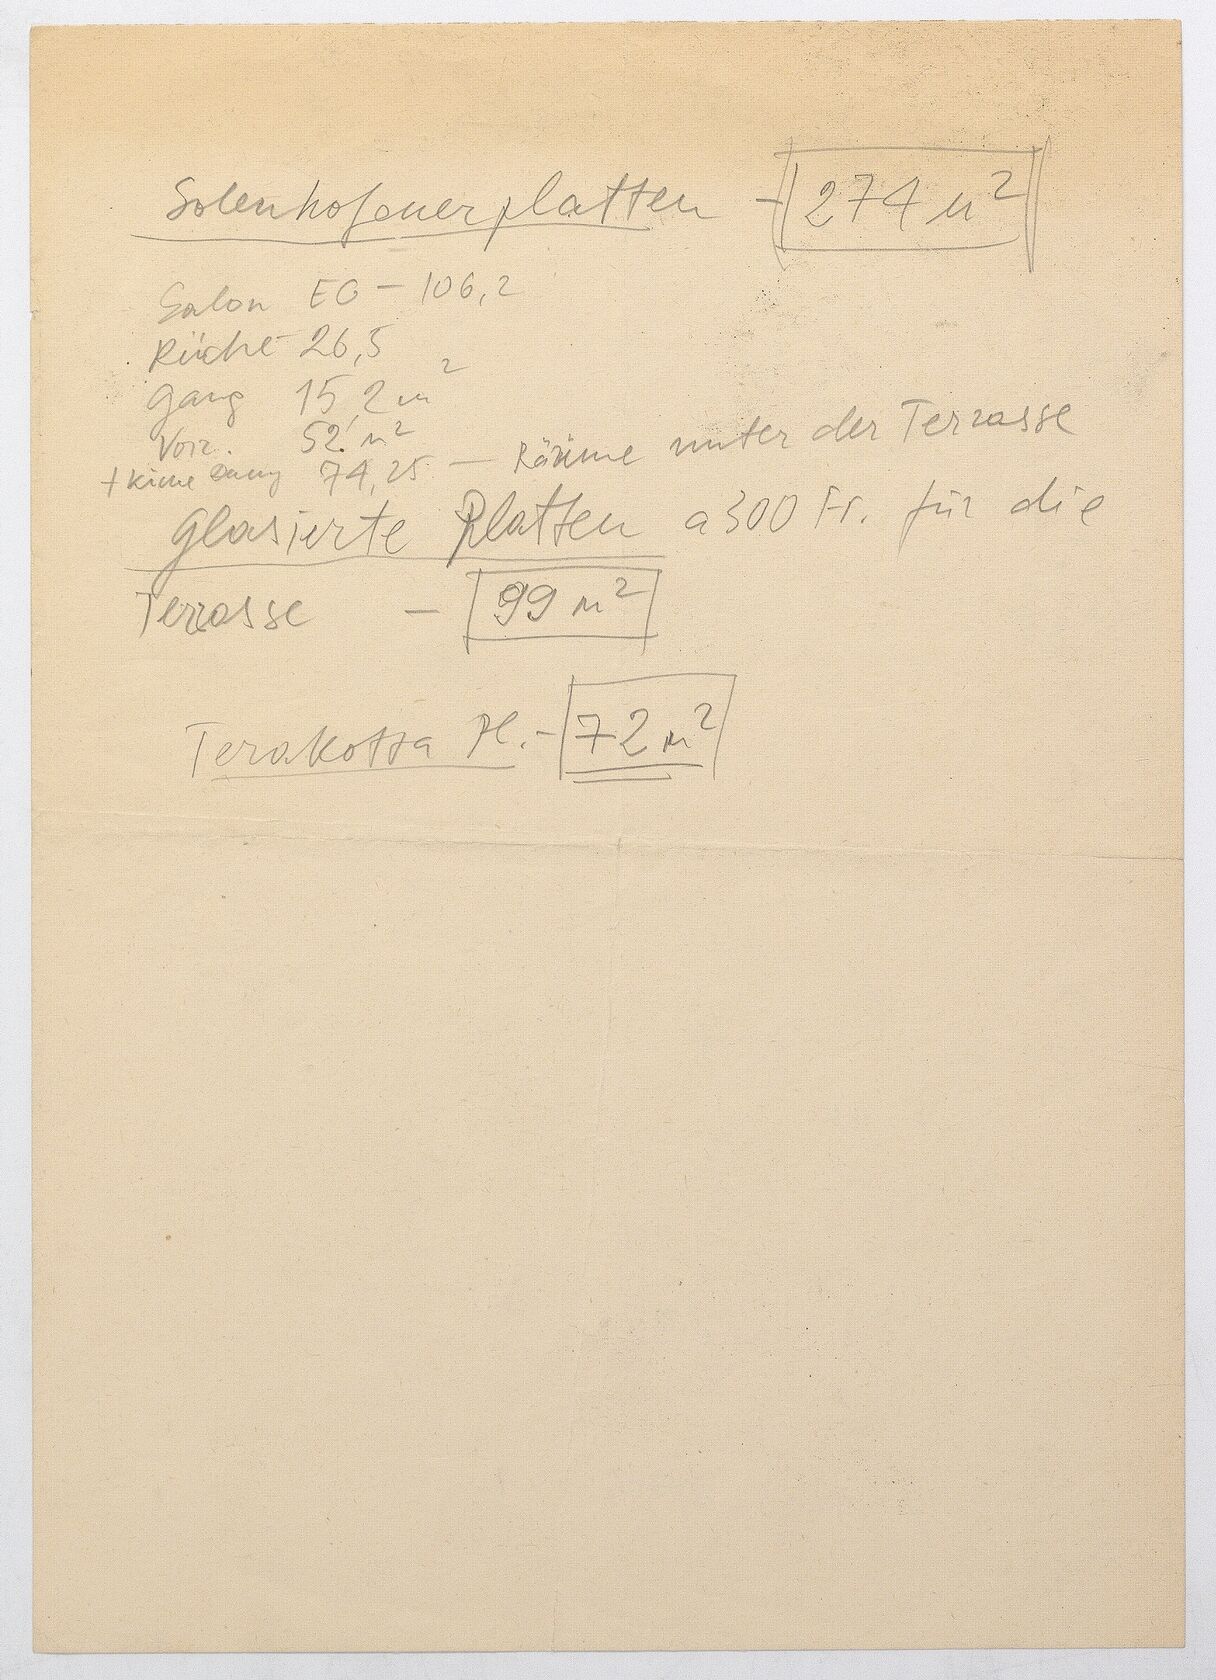 Solenhofenerplatten - 274 m²
Salon EG - 106,2
Küche - 26,5
Gang 15,2 m²
Vorz. 52 m²
+ 74,25 - Räume unter der Terrasse
glasierte Platten a 300 Fr. für die
Terrasse - 99 m²
Terakotta Pl. - 72 m²